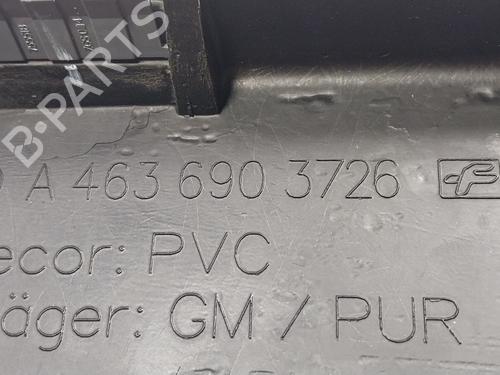 A 463 690 3726
ecor: PVC
äger: GM / PUR
B-PARTS